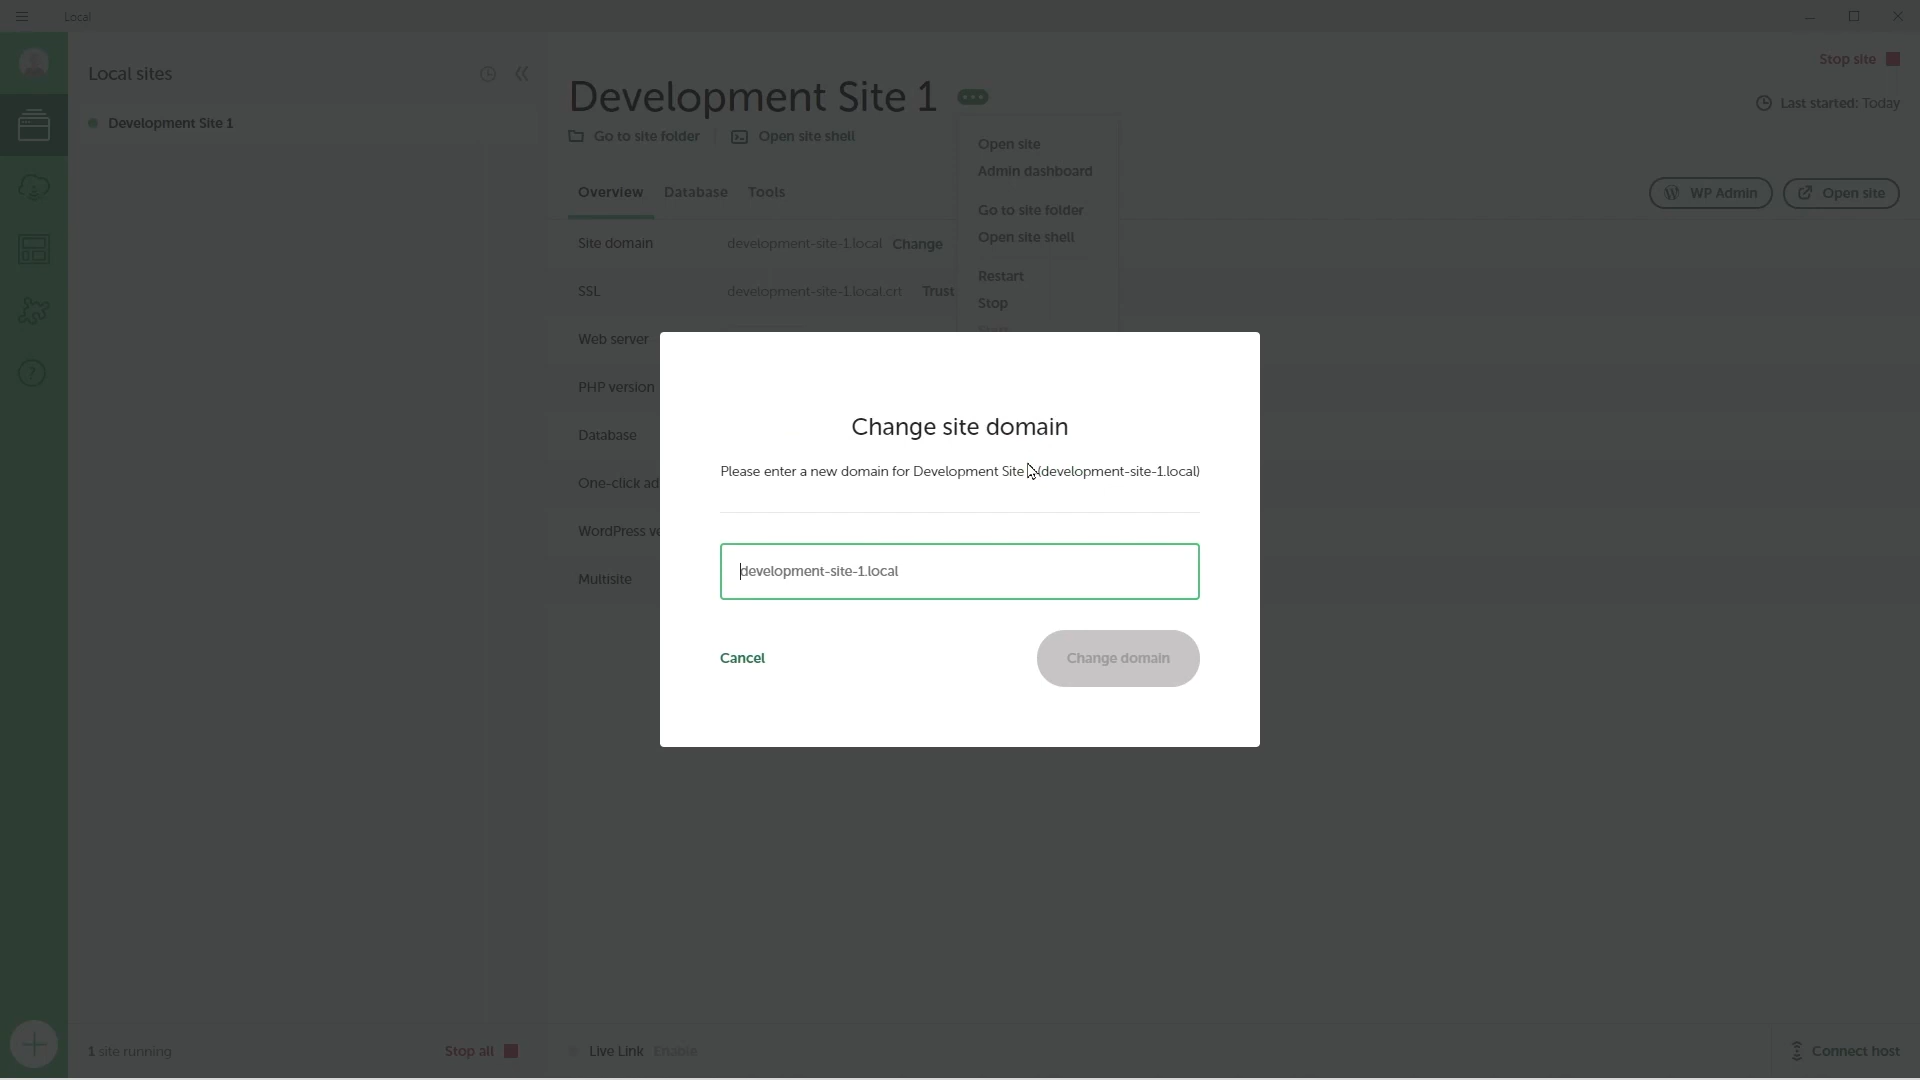 Local
Local sites
Development Site 1
Stop site
Development Site 1
Last started: Today
Go to site folder
Open site shell
Open site
Admin dashboard
Go to site folder
Open site shell
Restart
Stop
Overview
Database
Tools
WP Admin
Open site
Site domain
development-site-1.local
Change
SSL
development-site-1.local.crt
Trust
Web server
PHP version
Database
One-click ad
WordPress ve
Multisite
Change site domain
Please enter a new domain for Development Site (development-site-1.local)
development-site-1.local
Cancel
Change domain
1 site running
Stop all
Live Link
Enable
Connect host